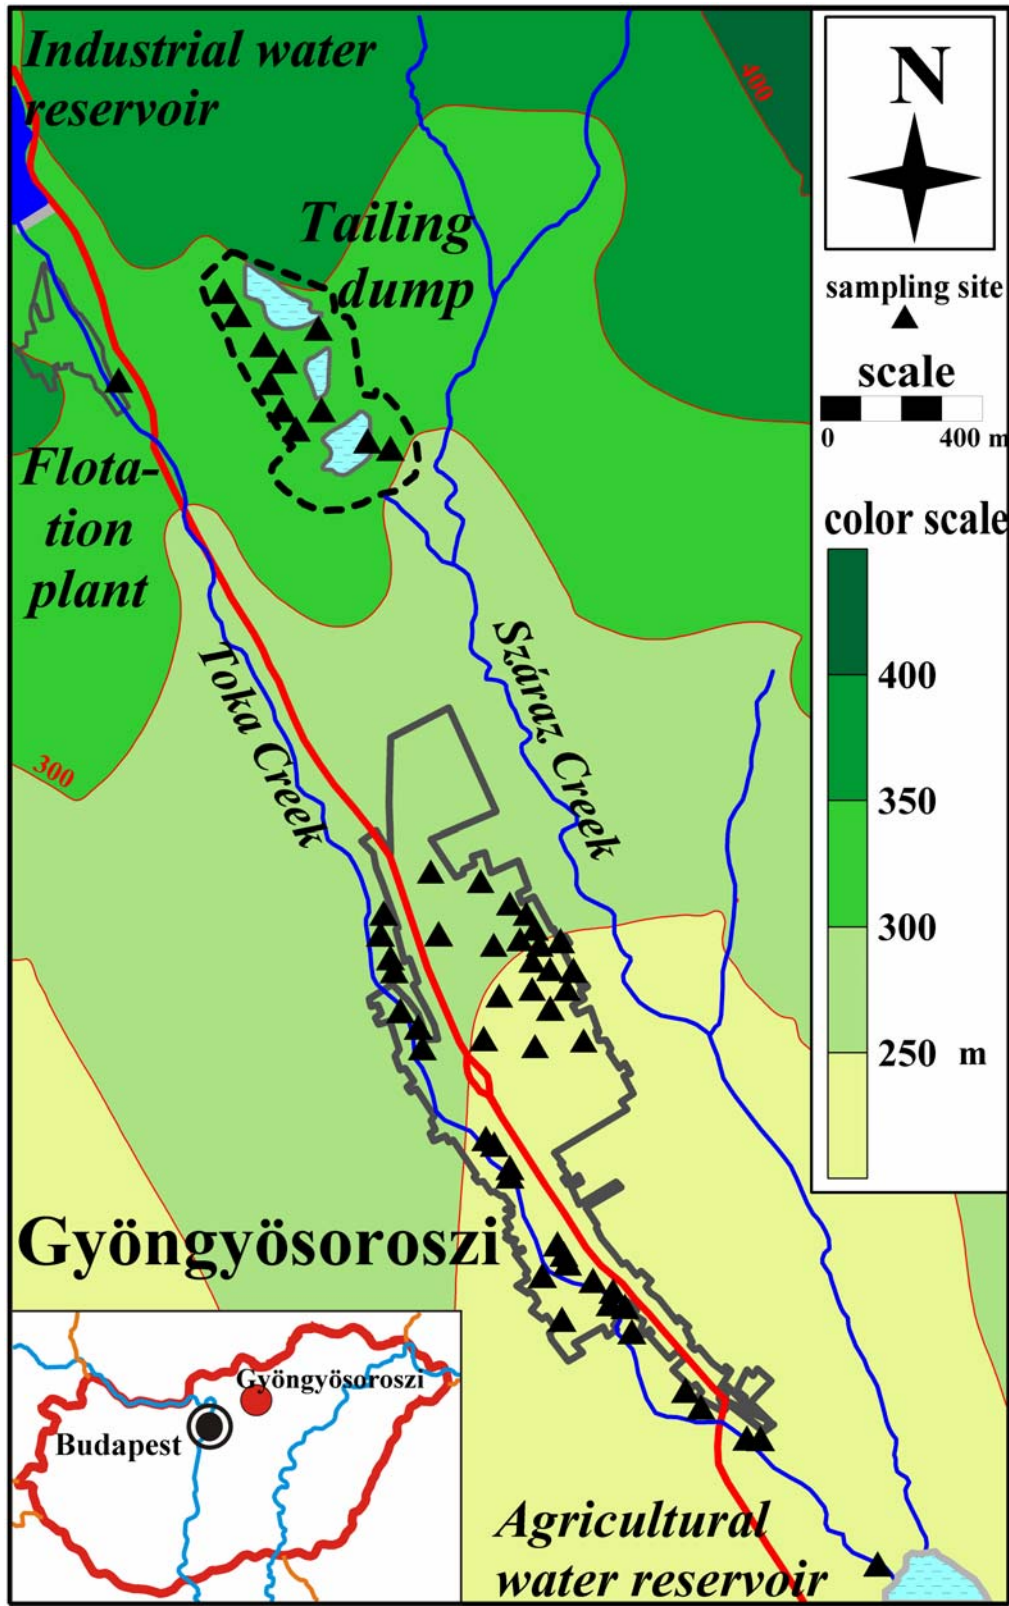 Industrial water
reservoir
400
N
Tailing
dump
sampling site
scale
0 400 m
Flota-
tion
plant
color scale
400
350
300
250 m
Toka Creek
Száraz Creek
300
Gyöngyösoroszi
Gyöngyösoroszi
Budapest
Agricultural
water reservoir